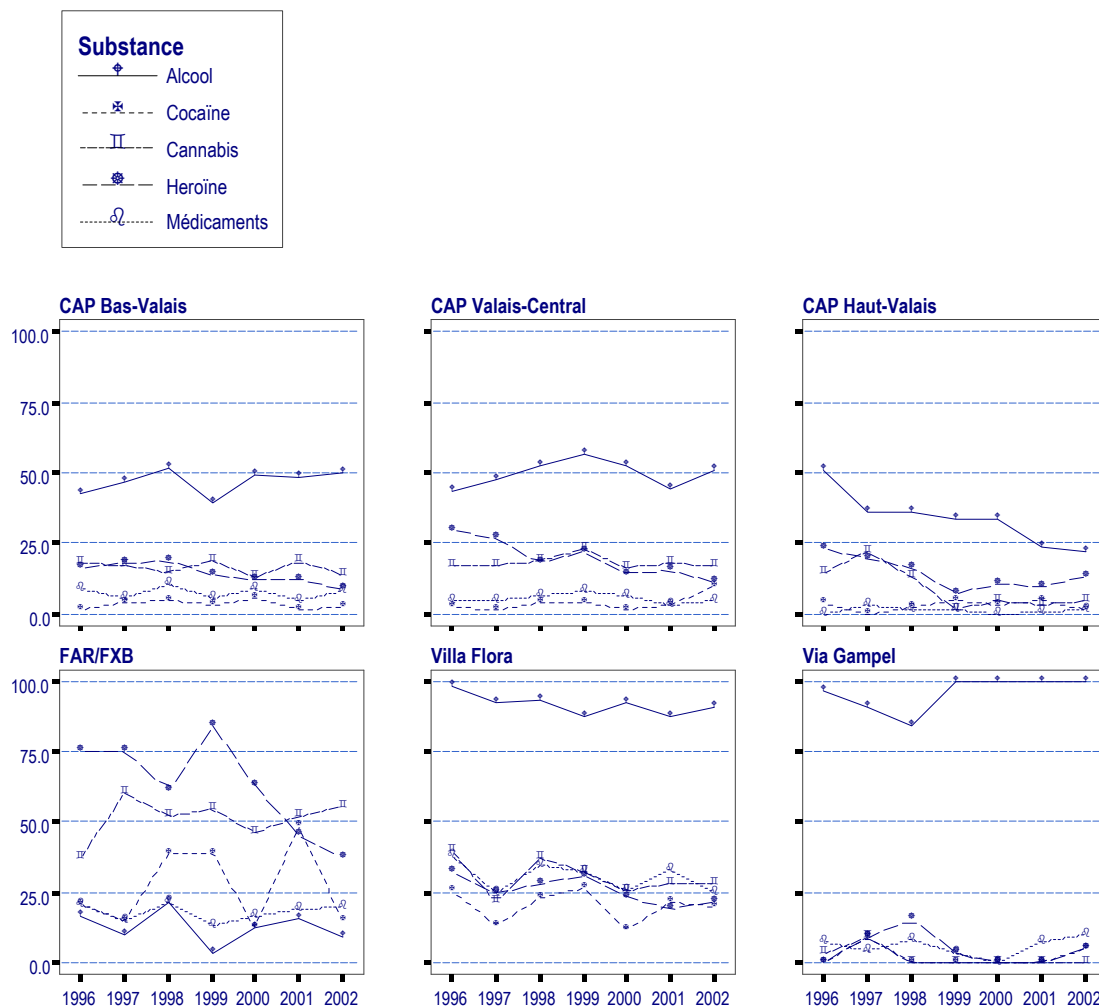 Substance
Alcool
Cocaïne
Cannabis
Heroïne
Médicaments
CAP Bas-Valais
CAP Valais-Central
CAP Haut-Valais
100.0
75.0
50.0
25.0
0.0
FAR/FXB
Villa Flora
Via Gampel
100.0
75.0
50.0
25.0
0.0
1996 1997 1998 1999 2000 2001 2002
1996 1997 1998 1999 2000 2001 2002
1996 1997 1998 1999 2000 2001 2002